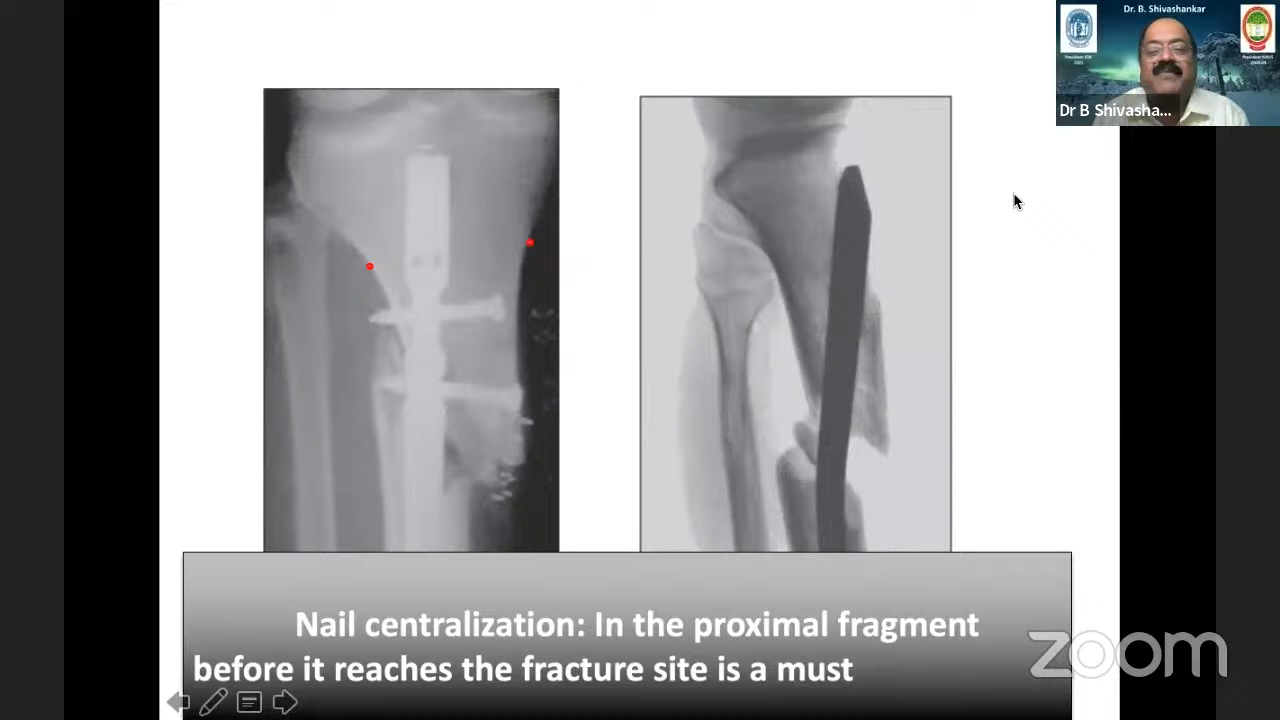 Dr. B. Shivashankar
Dr B Shivasha...
Nail centralization: In the proximal fragment
before it reaches the fracture site is a must
zoom